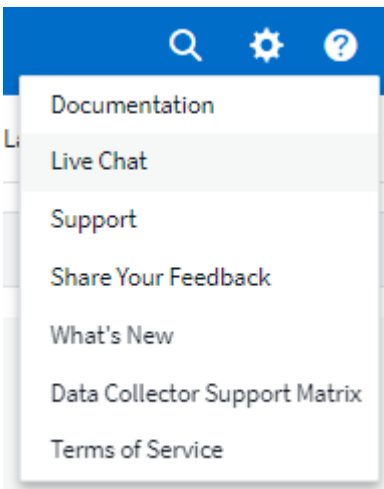 Documentation
Live Chat
Support
Share Your Feedback
What's New
Data Collector Support Matrix
Terms of Service